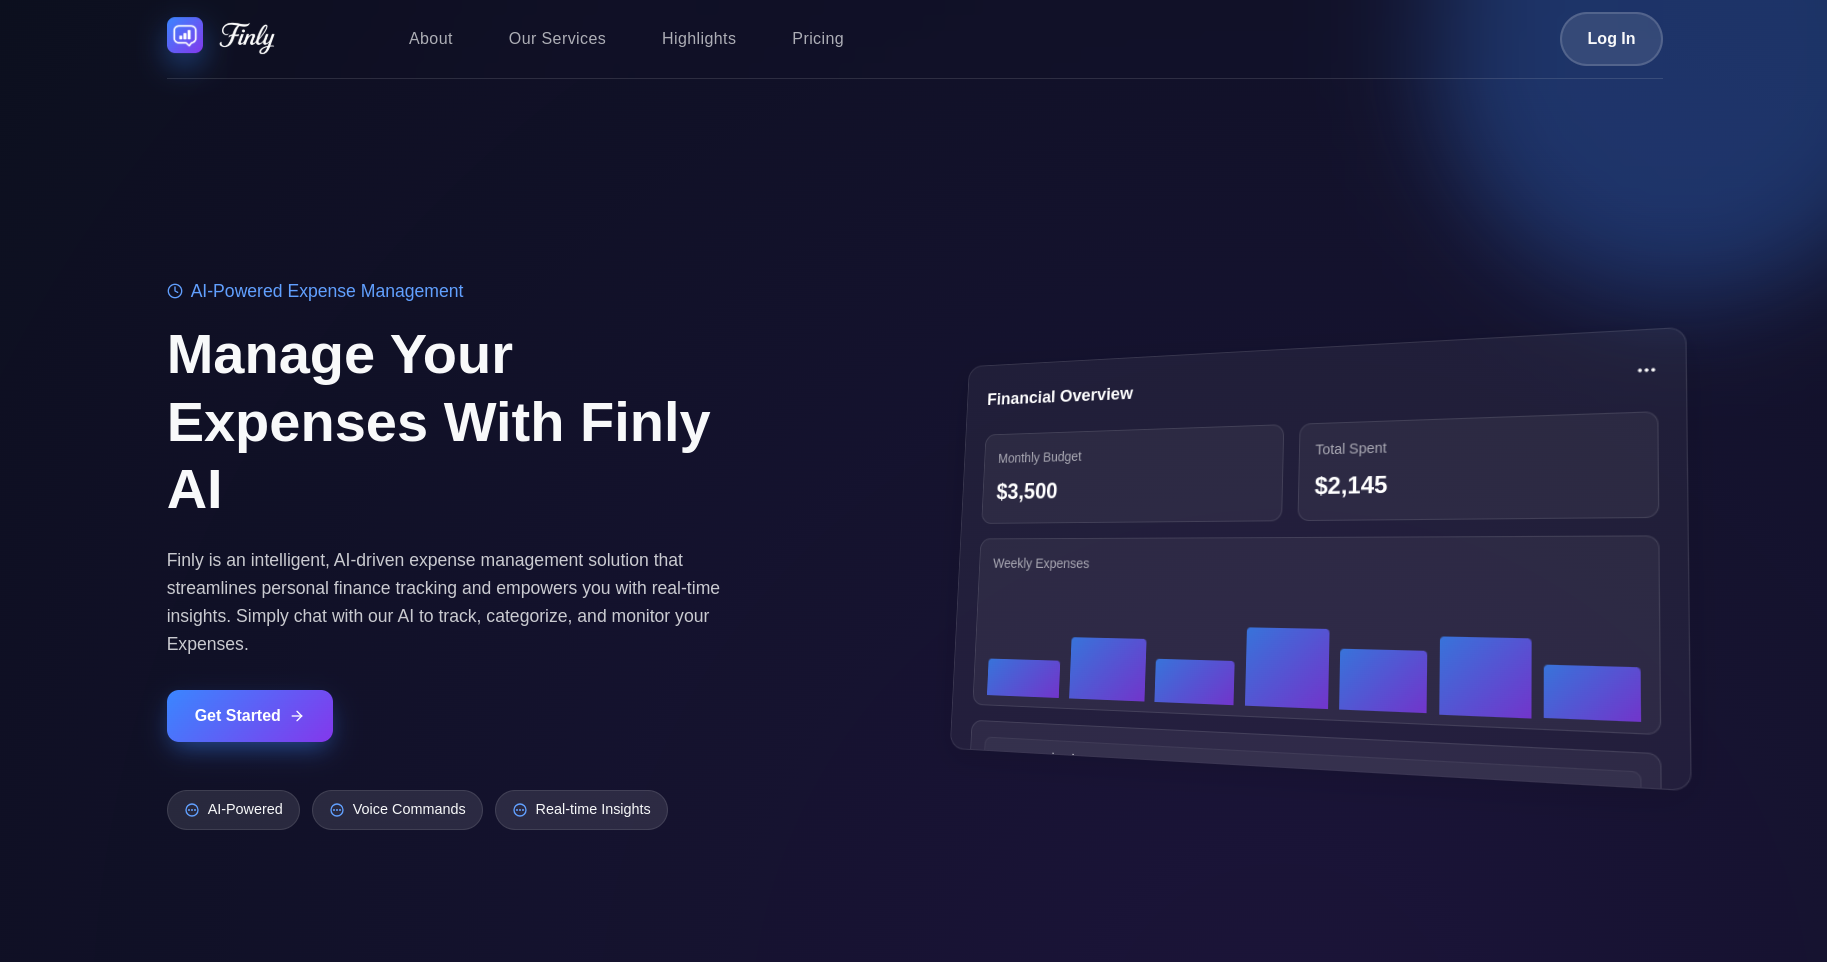 Finly
About
Our Services
Highlights
Pricing
Log In
AI-Powered Expense Management
Manage Your
Expenses With Finly
AI
Finly is an intelligent, AI-driven expense management solution that
streamlines personal finance tracking and empowers you with real-time
insights. Simply chat with our AI to track, categorize, and monitor your
Expenses.
Get Started
AI-Powered
Voice Commands
Real-time Insights
Financial Overview
Monthly Budget
$3,500
Total Spent
$2,145
Weekly Expenses